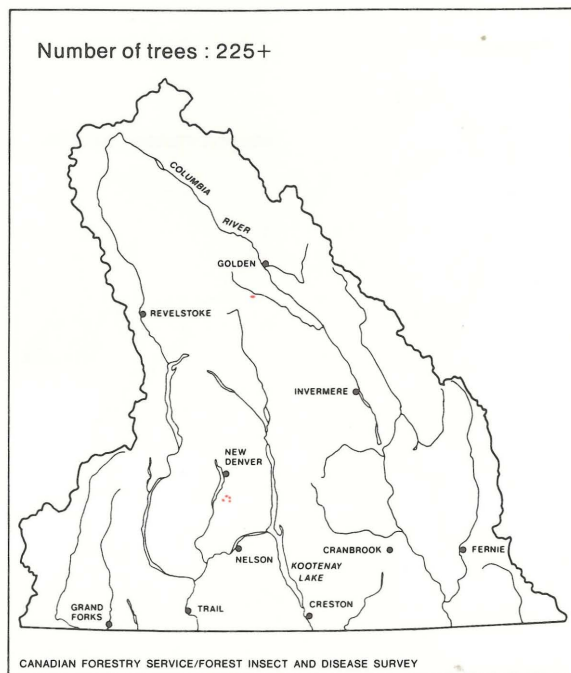 Number of trees : 225+
COLUMBIA
RIVER
GOLDEN
REVELSTOKE
INVERMERE
NEW
DENVER
NELSON
KOOTENAY
LAKE
CRANBROOK
FERNIE
GRAND
FORKS
TRAIL
CRESTON
CANADIAN FORESTRY SERVICE/FOREST INSECT AND DISEASE SURVEY